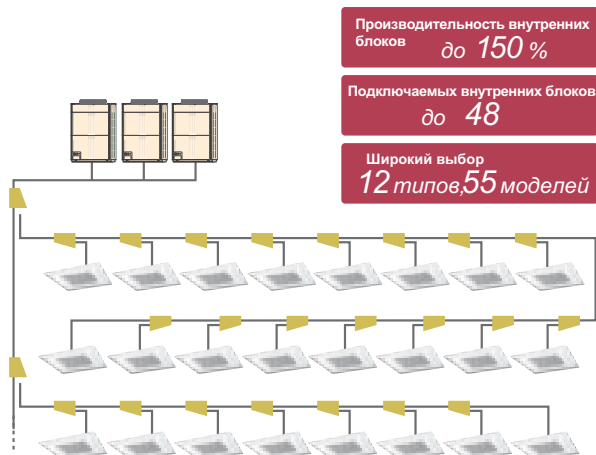 Производительность внутренних
блоков до 150 %
Подключаемых внутренних блоков
до 48
Широкий выбор
12 типов,55 моделей